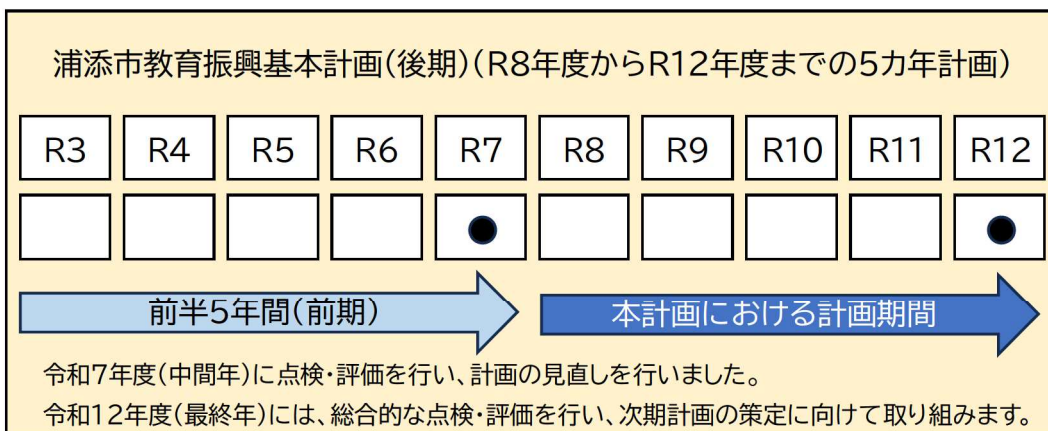 浦添市教育振興基本計画(後期)(R8年度からR12年度までの5カ年計画)
R3 R4 R5 R6 R7 R8 R9 R10 R11 R12
● ●
前半5年間(前期) 本計画における計画期間
令和7年度(中間年)に点検・評価を行い、計画の見直しを行いました。
令和12年度(最終年)には、総合的な点検・評価を行い、次期計画の策定に向けて取り組みます。